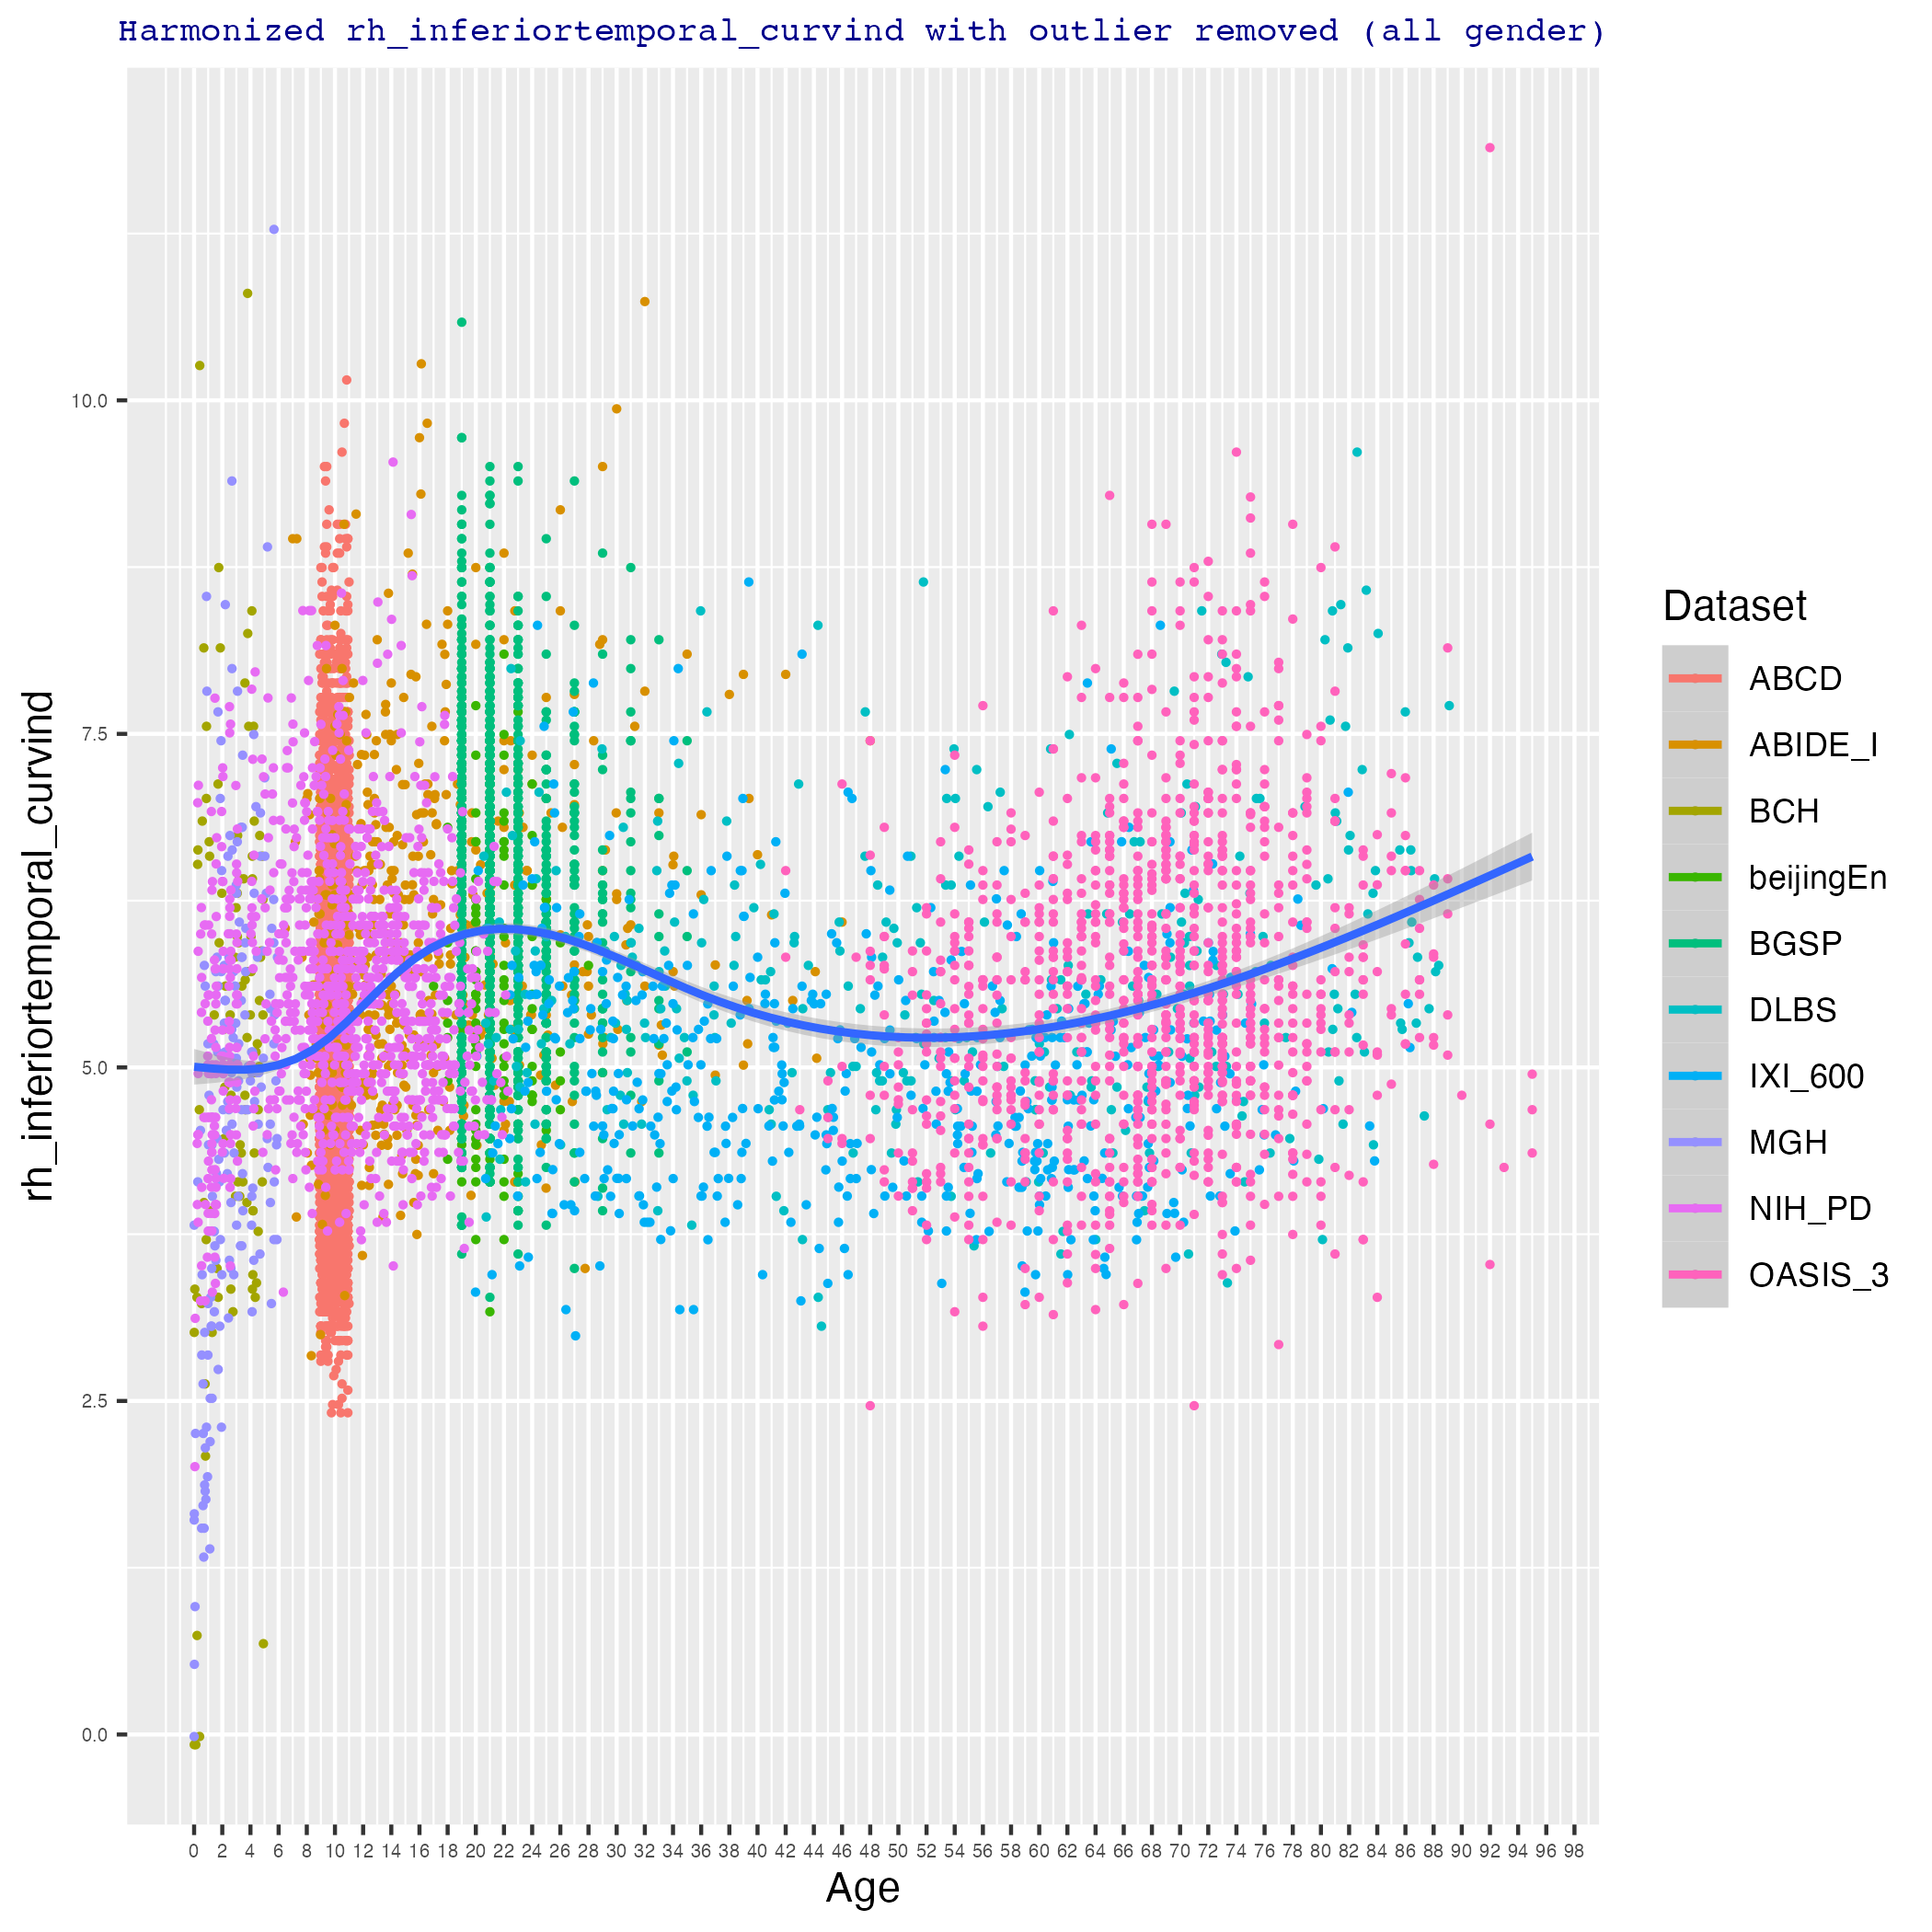 Harmonized rh_inferiortemporal_curvind with outlier removed (all gender)
rh_inferiortemporal_curvind
10.0
7.5
5.0
2.5
0.0
0 2 4 6 8 10 12 14 16 18 20 22 24 26 28 30 32 34 36 38 40 42 44 46 48 50 52 54 56 58 60 62 64 66 68 70 72 74 76 78 80 82 84 86 88 90 92 94 96 98
Age
Dataset
ABCD
ABIDE_I
BCH
beijingEn
BGSP
DLBS
IXI_600
MGH
NIH_PD
OASIS_3